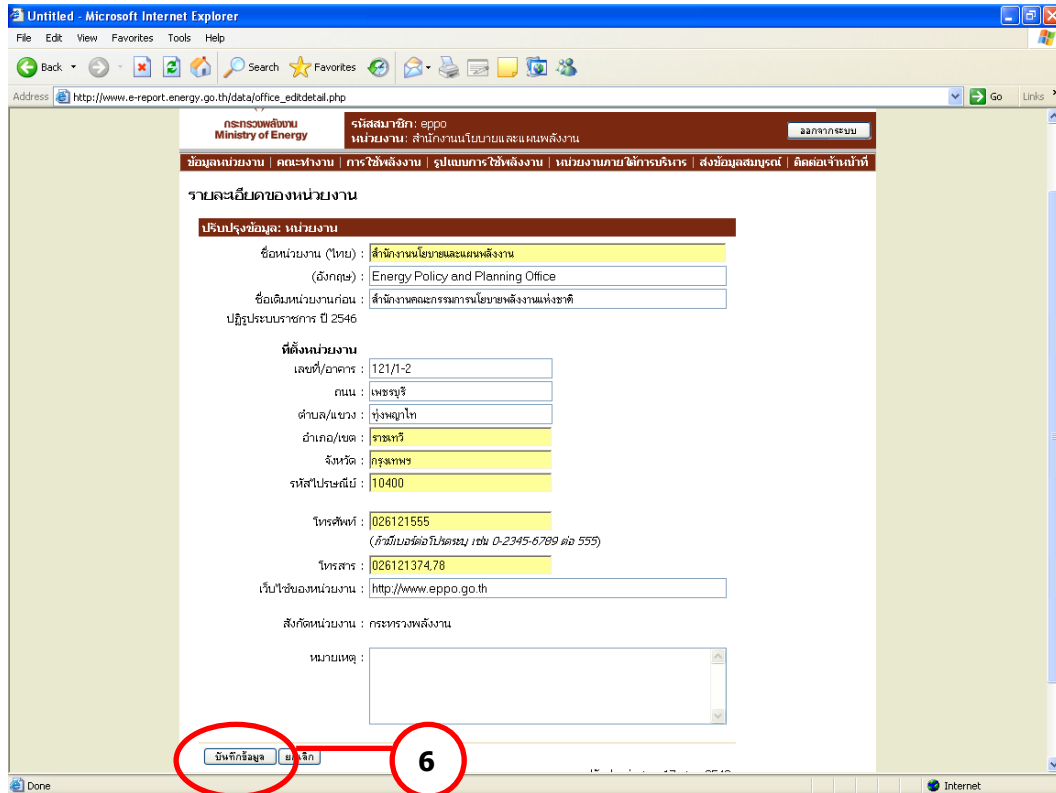 Untitled - Microsoft Internet Explorer
File Edit View Favorites Tools Help
Back Search Favorites
Address http://www.e-report.energy.go.th/data/office_editdetail.php Go Links
กระทรวงพลังงาน
Ministry of Energy
รหัสสมาชิก: eppo
หน่วยงาน: สำนักงานนโยบายและแผนพลังงาน
ออกจากระบบ
ข้อมูลหน่วยงาน | คณะทำงาน | การใช้พลังงาน | รูปแบบการใช้พลังงาน | หน่วยงานภายใต้การบริหาร | ส่งข้อมูลสมบูรณ์ | ติดต่อเจ้าหน้าที่
รายละเอียดของหน่วยงาน
ปรับปรุงข้อมูล: หน่วยงาน
ชื่อหน่วยงาน (ไทย) : สำนักงานนโยบายและแผนพลังงาน
(อังกฤษ) : Energy Policy and Planning Office
ชื่อเดิมหน่วยงานก่อน : สำนักงานคณะกรรมการนโยบายพลังงานแห่งชาติ
ปฏิรูประบบราชการ ปี 2546
ที่ตั้งหน่วยงาน
เลขที่/อาคาร : 121/1-2
ถนน : เพชรบุรี
ตำบล/แขวง : ทุ่งพญาไท
อำเภอ/เขต : ราชเทวี
จังหวัด : กรุงเทพฯ
รหัสไปรษณีย์ : 10400
โทรศัพท์ : 026121555
(ถ้ามีเบอร์ต่อโปรดระบุ เช่น 0-2345-6789 ต่อ 555)
โทรสาร : 026121374,78
เว็บไซ้ของหน่วยงาน : http://www.eppo.go.th
สังกัดหน่วยงาน : กระทรวงพลังงาน
หมายเหตุ :
บันทึกข้อมูล ยกเลิก
6
Done Internet